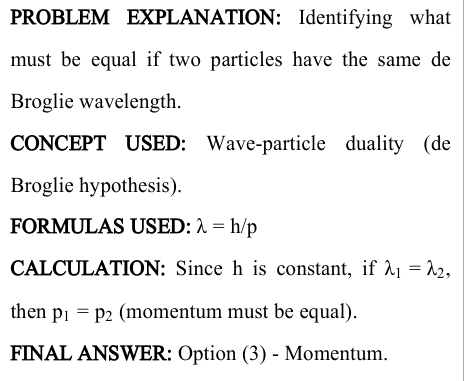 PROBLEM EXPLANATION: Identifying what
must be equal if two particles have the same de
Broglie wavelength.
CONCEPT USED: Wave-particle duality (de
Broglie hypothesis).
FORMULAS USED: λ = h/p
CALCULATION: Since h is constant, if λ₁ = λ₂,
then p₁ = p₂ (momentum must be equal).
FINAL ANSWER: Option (3) - Momentum.